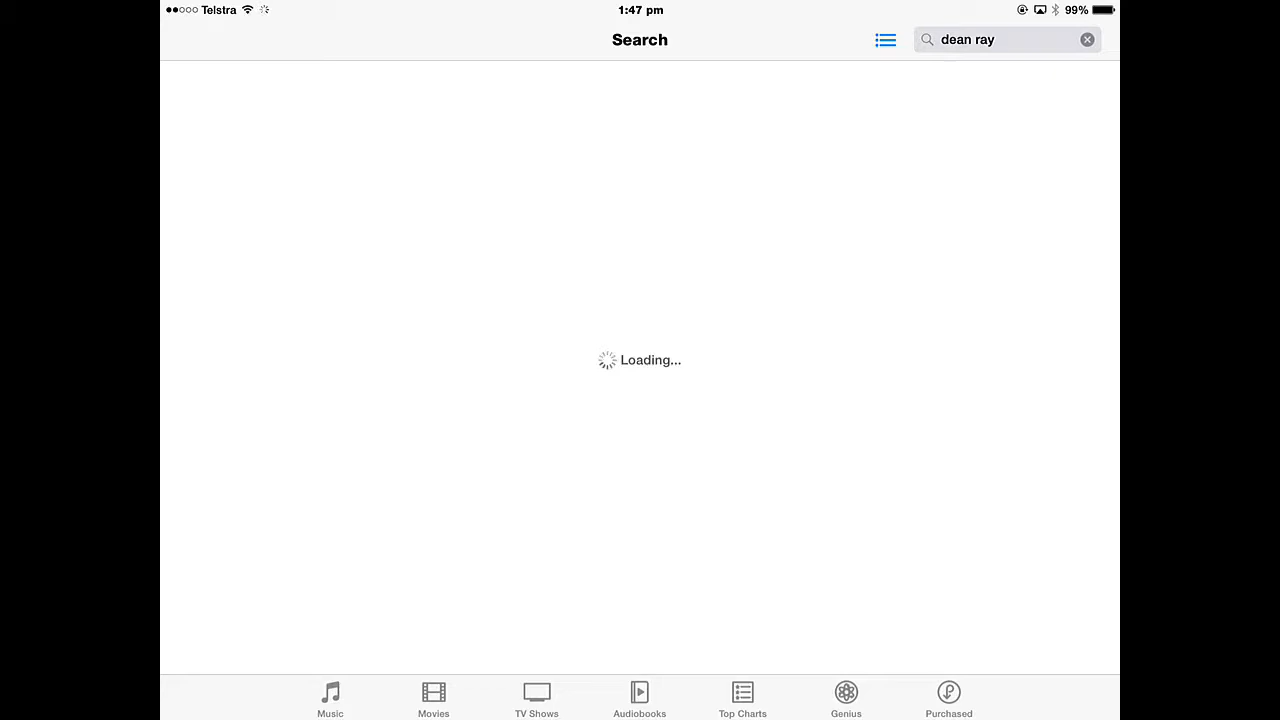 Telstra 1:47 pm 99%
Search dean ray
Loading...
Music Movies TV Shows Audiobooks Top Charts Genius Purchased